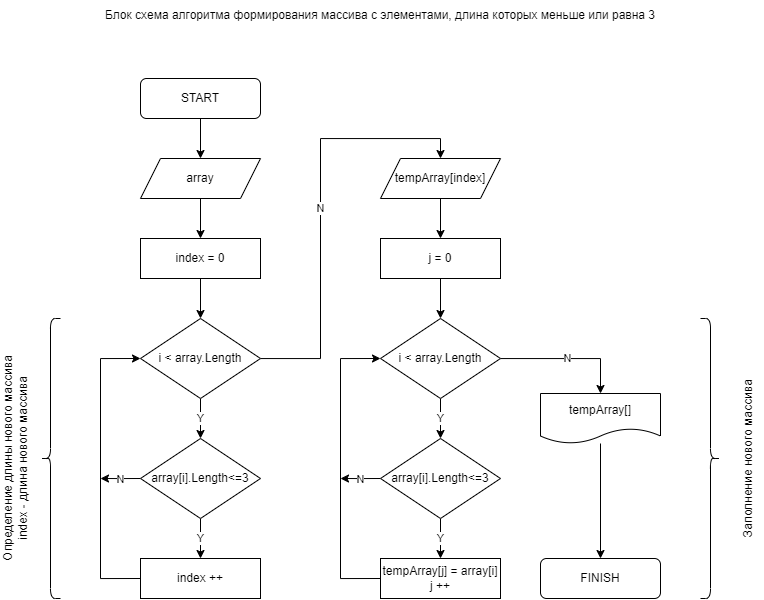 Блок схема алгоритма формирования массива с элементами, длина которых меньше или равна 3
START
array
index = 0
i < array.Length
Y
array[i].Length<=3
N
Y
index ++
N
tempArray[index]
j = 0
i < array.Length
N
Y
array[i].Length<=3
N
Y
tempArray[j] = array[i]
j ++
tempArray[]
FINISH
Определение длины нового массива
index - длина нового массива
Заполнение нового массива